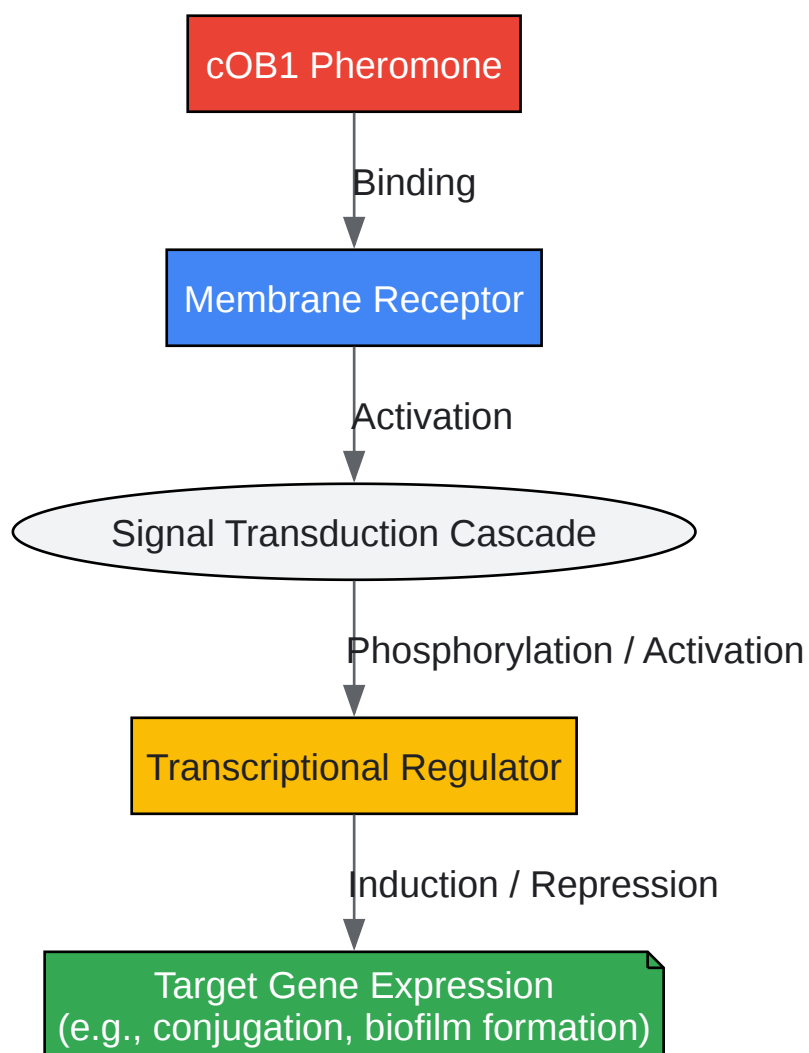 cOB1 Pheromone
Binding
Membrane Receptor
Activation
Signal Transduction Cascade
Phosphorylation / Activation
Transcriptional Regulator
Induction / Repression
Target Gene Expression
(e.g., conjugation, biofilm formation)